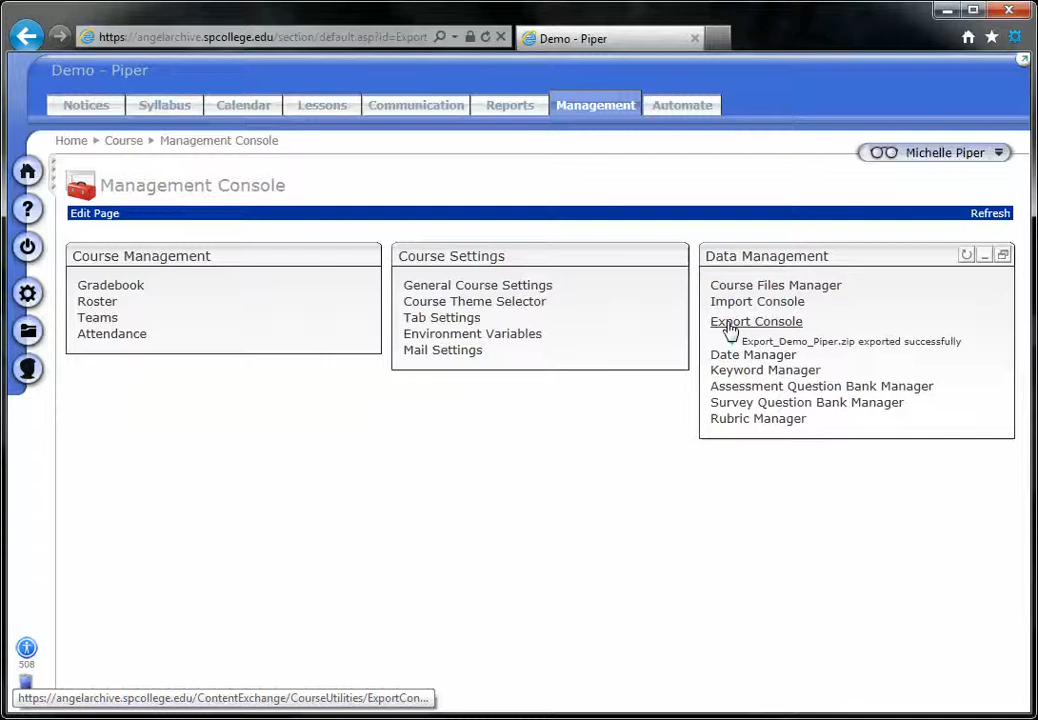 https://angelarchive.spcollege.edu/section/default.asp?id=Export
Demo - Piper
Demo - Piper
Notices
Syllabus
Calendar
Lessons
Communication
Reports
Management
Automate
Home
Course
Management Console
Michelle Piper
Management Console
Edit Page
Refresh
Course Management
Gradebook
Roster
Teams
Attendance
Course Settings
General Course Settings
Course Theme Selector
Tab Settings
Environment Variables
Mail Settings
Data Management
Course Files Manager
Import Console
Export Console
Export_Demo_Piper.zip exported successfully
Date Manager
Keyword Manager
Assessment Question Bank Manager
Survey Question Bank Manager
Rubric Manager
508
https://angelarchive.spcollege.edu/ContentExchange/CourseUtilities/ExportCon...